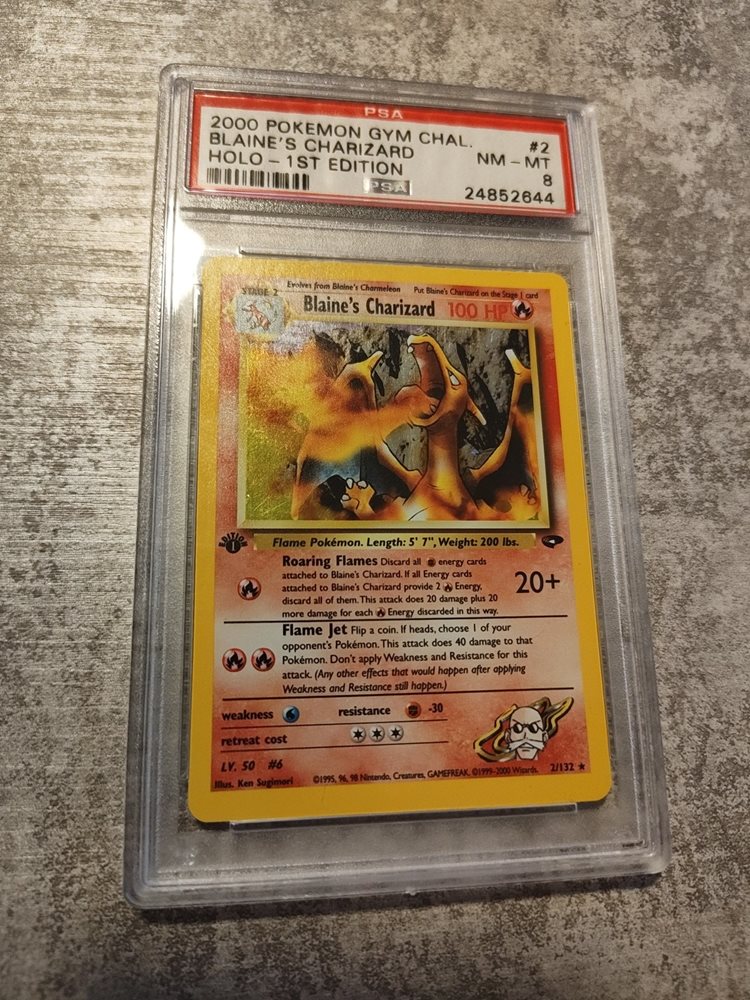 PSA
2000 POKEMON GYM CHAL. #2
BLAINE'S CHARIZARD NM - MT
HOLO - 1ST EDITION 8
PSA 24852644
STAGE 2 Evolves from Blaine's Charmeleon Put Blaine's Charizard on the Stage 1 card
Blaine's Charizard 100 HP
EDITION 1
Flame Pokémon. Length: 5' 7", Weight: 200 lbs.
Roaring Flames Discard all energy cards
attached to Blaine's Charizard. If all Energy cards
attached to Blaine's Charizard provide 2 Energy, 20+
discard all of them. This attack does 20 damage plus 20
more damage for each Energy discarded in this way.
Flame Jet Flip a coin. If heads, choose 1 of your
opponent's Pokémon. This attack does 40 damage to that
Pokémon. Don't apply Weakness and Resistance for this
attack. (Any other effects that would happen after applying
Weakness and Resistance still happen.)
weakness resistance -30
retreat cost
LV. 50 #6
Illus. Ken Sugimori ©1995, 96, 98 Nintendo, Creatures, GAMEFREAK. ©1999-2000 Wizards. 2/132 ★